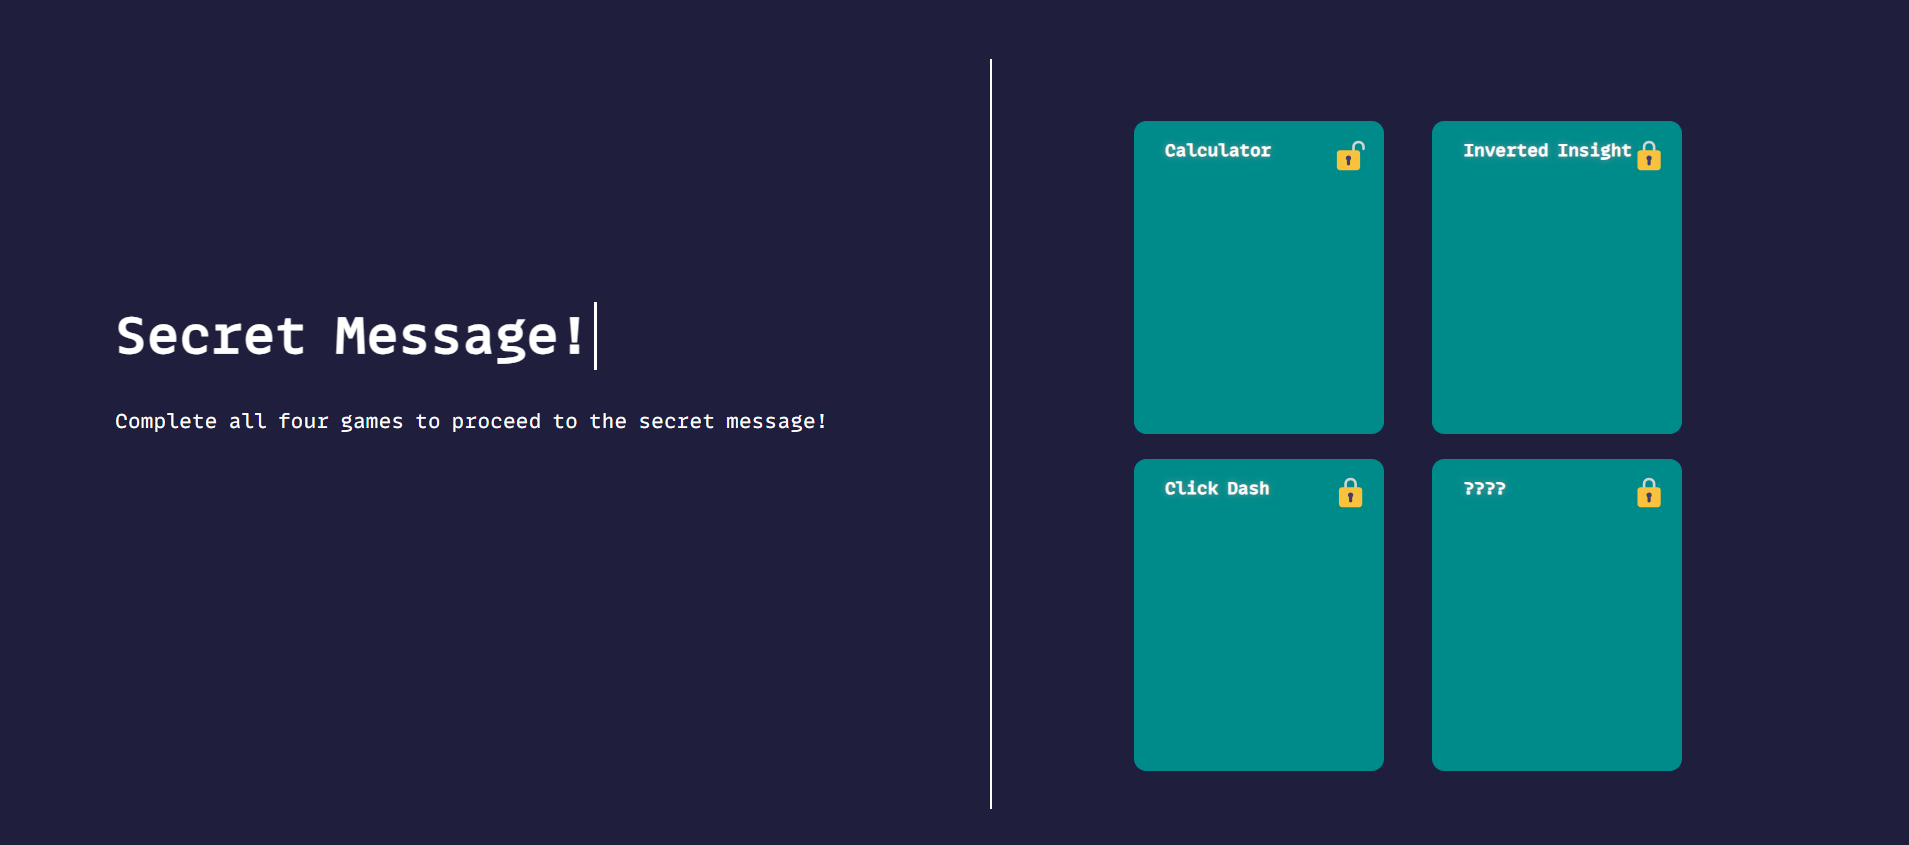 Secret Message!
Complete all four games to proceed to the secret message!
Calculator
Inverted Insight
Click Dash
????